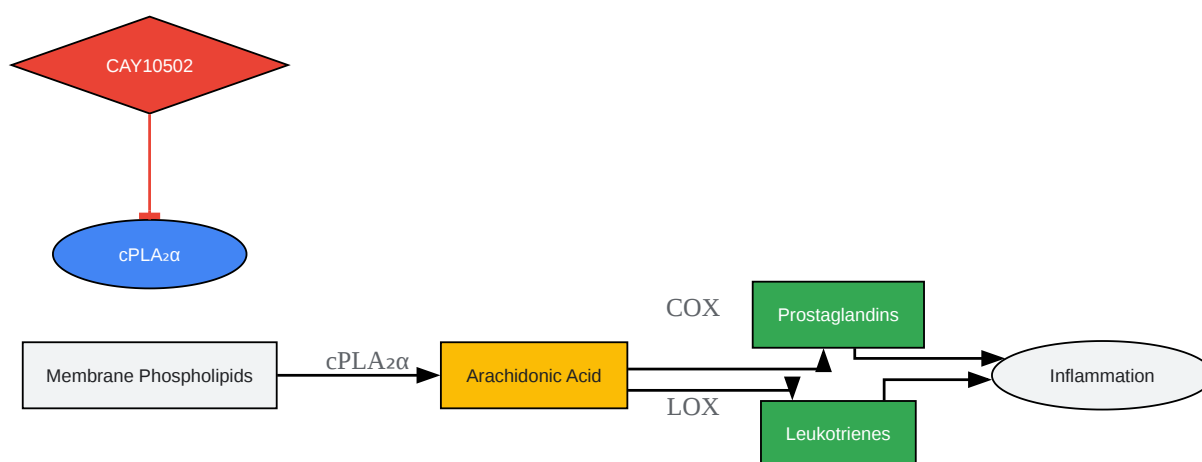 CAY10502
cPLA₂α
COX
Prostaglandins
Membrane Phospholipids
cPLA₂α
Arachidonic Acid
Inflammation
LOX
Leukotrienes